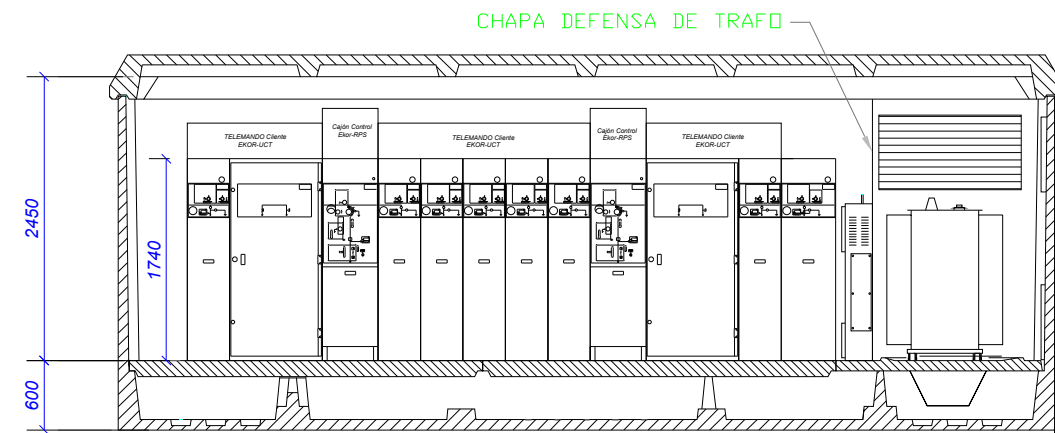 CHAPA DEFENSA DE TRAFO
TELEMANDO Cliente
EKOR-UCT
Cajón Control
Ekor-RPS
TELEMANDO Cliente
EKOR-UCT
Cajón Control
Ekor-RPS
TELEMANDO Cliente
EKOR-UCT
2450
1740
600